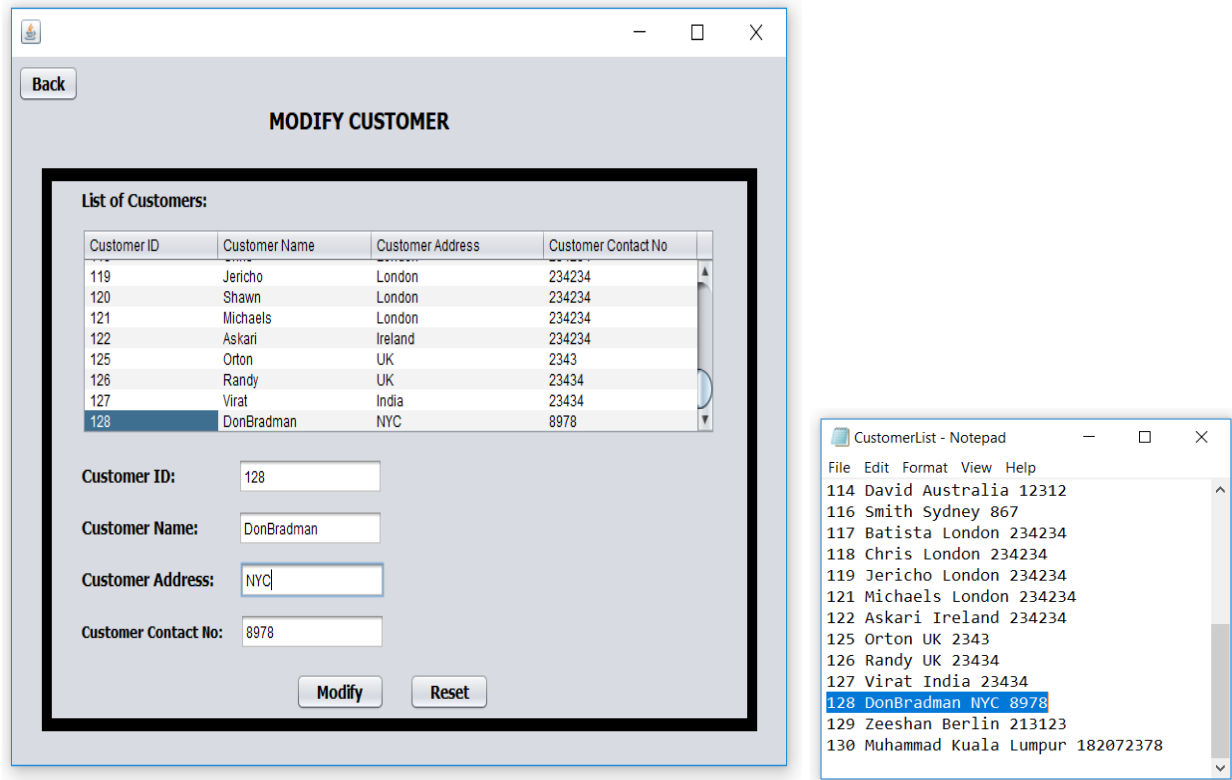 Back
MODIFY CUSTOMER
List of Customers:
Customer ID Customer Name Customer Address Customer Contact No
119 Jericho London 234234
120 Shawn London 234234
121 Michaels London 234234
122 Askari Ireland 234234
125 Orton UK 2343
126 Randy UK 23434
127 Virat India 23434
128 DonBradman NYC 8978
Customer ID: 128
Customer Name: DonBradman
Customer Address: NYC
Customer Contact No: 8978
Modify Reset
CustomerList - Notepad
File Edit Format View Help
114 David Australia 12312
116 Smith Sydney 867
117 Batista London 234234
118 Chris London 234234
119 Jericho London 234234
121 Michaels London 234234
122 Askari Ireland 234234
125 Orton UK 2343
126 Randy UK 23434
127 Virat India 23434
128 DonBradman NYC 8978
129 Zeeshan Berlin 213123
130 Muhammad Kuala Lumpur 182072378